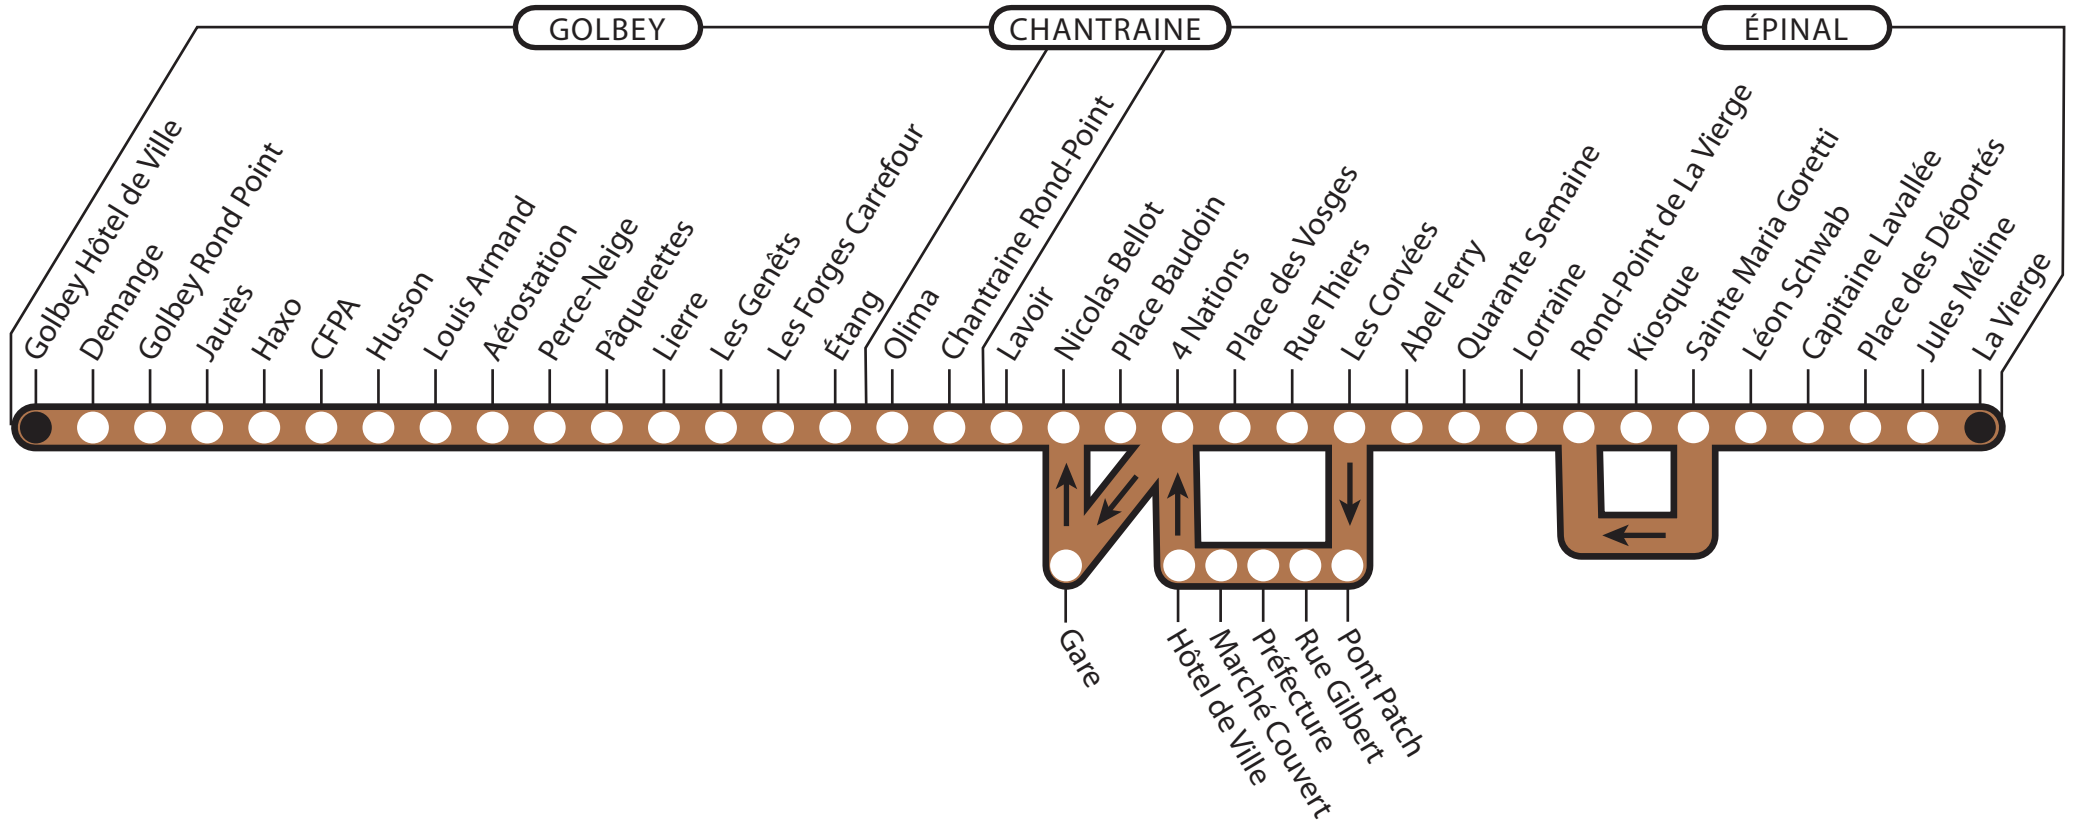 GOLBEY
CHANTRAINE
ÉPINAL
Golbey Hôtel de Ville
Demange
Golbey Rond Point
Jaurès
Haxo
CFPA
Husson
Louis Armand
Aérostation
Perce-Neige
Pâquerettes
Lierre
Les Genêts
Les Forges Carrefour
Étang
Olima
Chantraine Rond-Point
Lavoir
Nicolas Bellot
Place Baudoin
4 Nations
Place des Vosges
Rue Thiers
Les Corvées
Abel Ferry
Quarante Semaine
Lorraine
Rond-Point de La Vierge
Kiosque
Sainte Maria Goretti
Léon Schwab
Capitaine Lavallée
Place des Déportés
Jules Méline
La Vierge
Gare
Hôtel de Ville
Marché Couvert
Préfecture
Rue Gilbert
Pont Patch